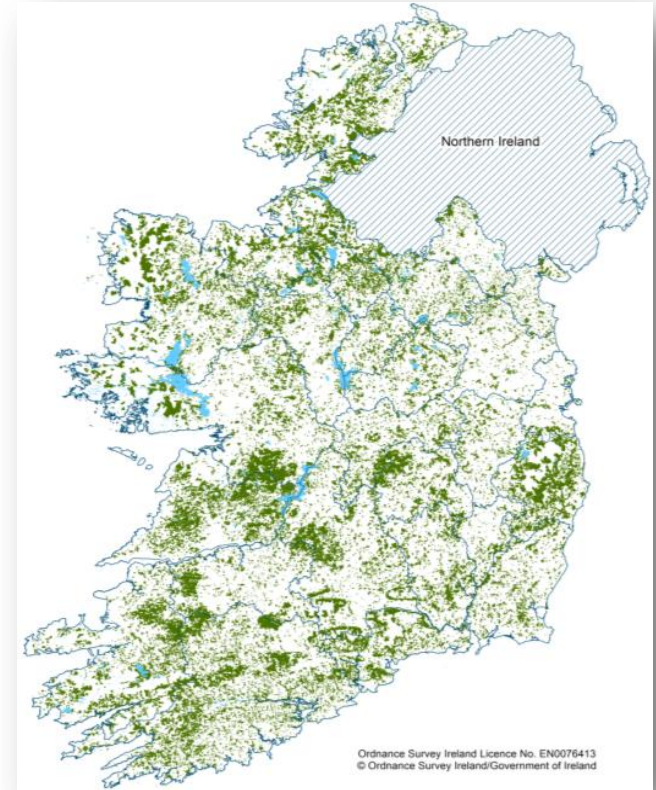 Northern Ireland
Ordnance Survey Ireland Licence No. EN0076413
© Ordnance Survey Ireland/Government of Ireland